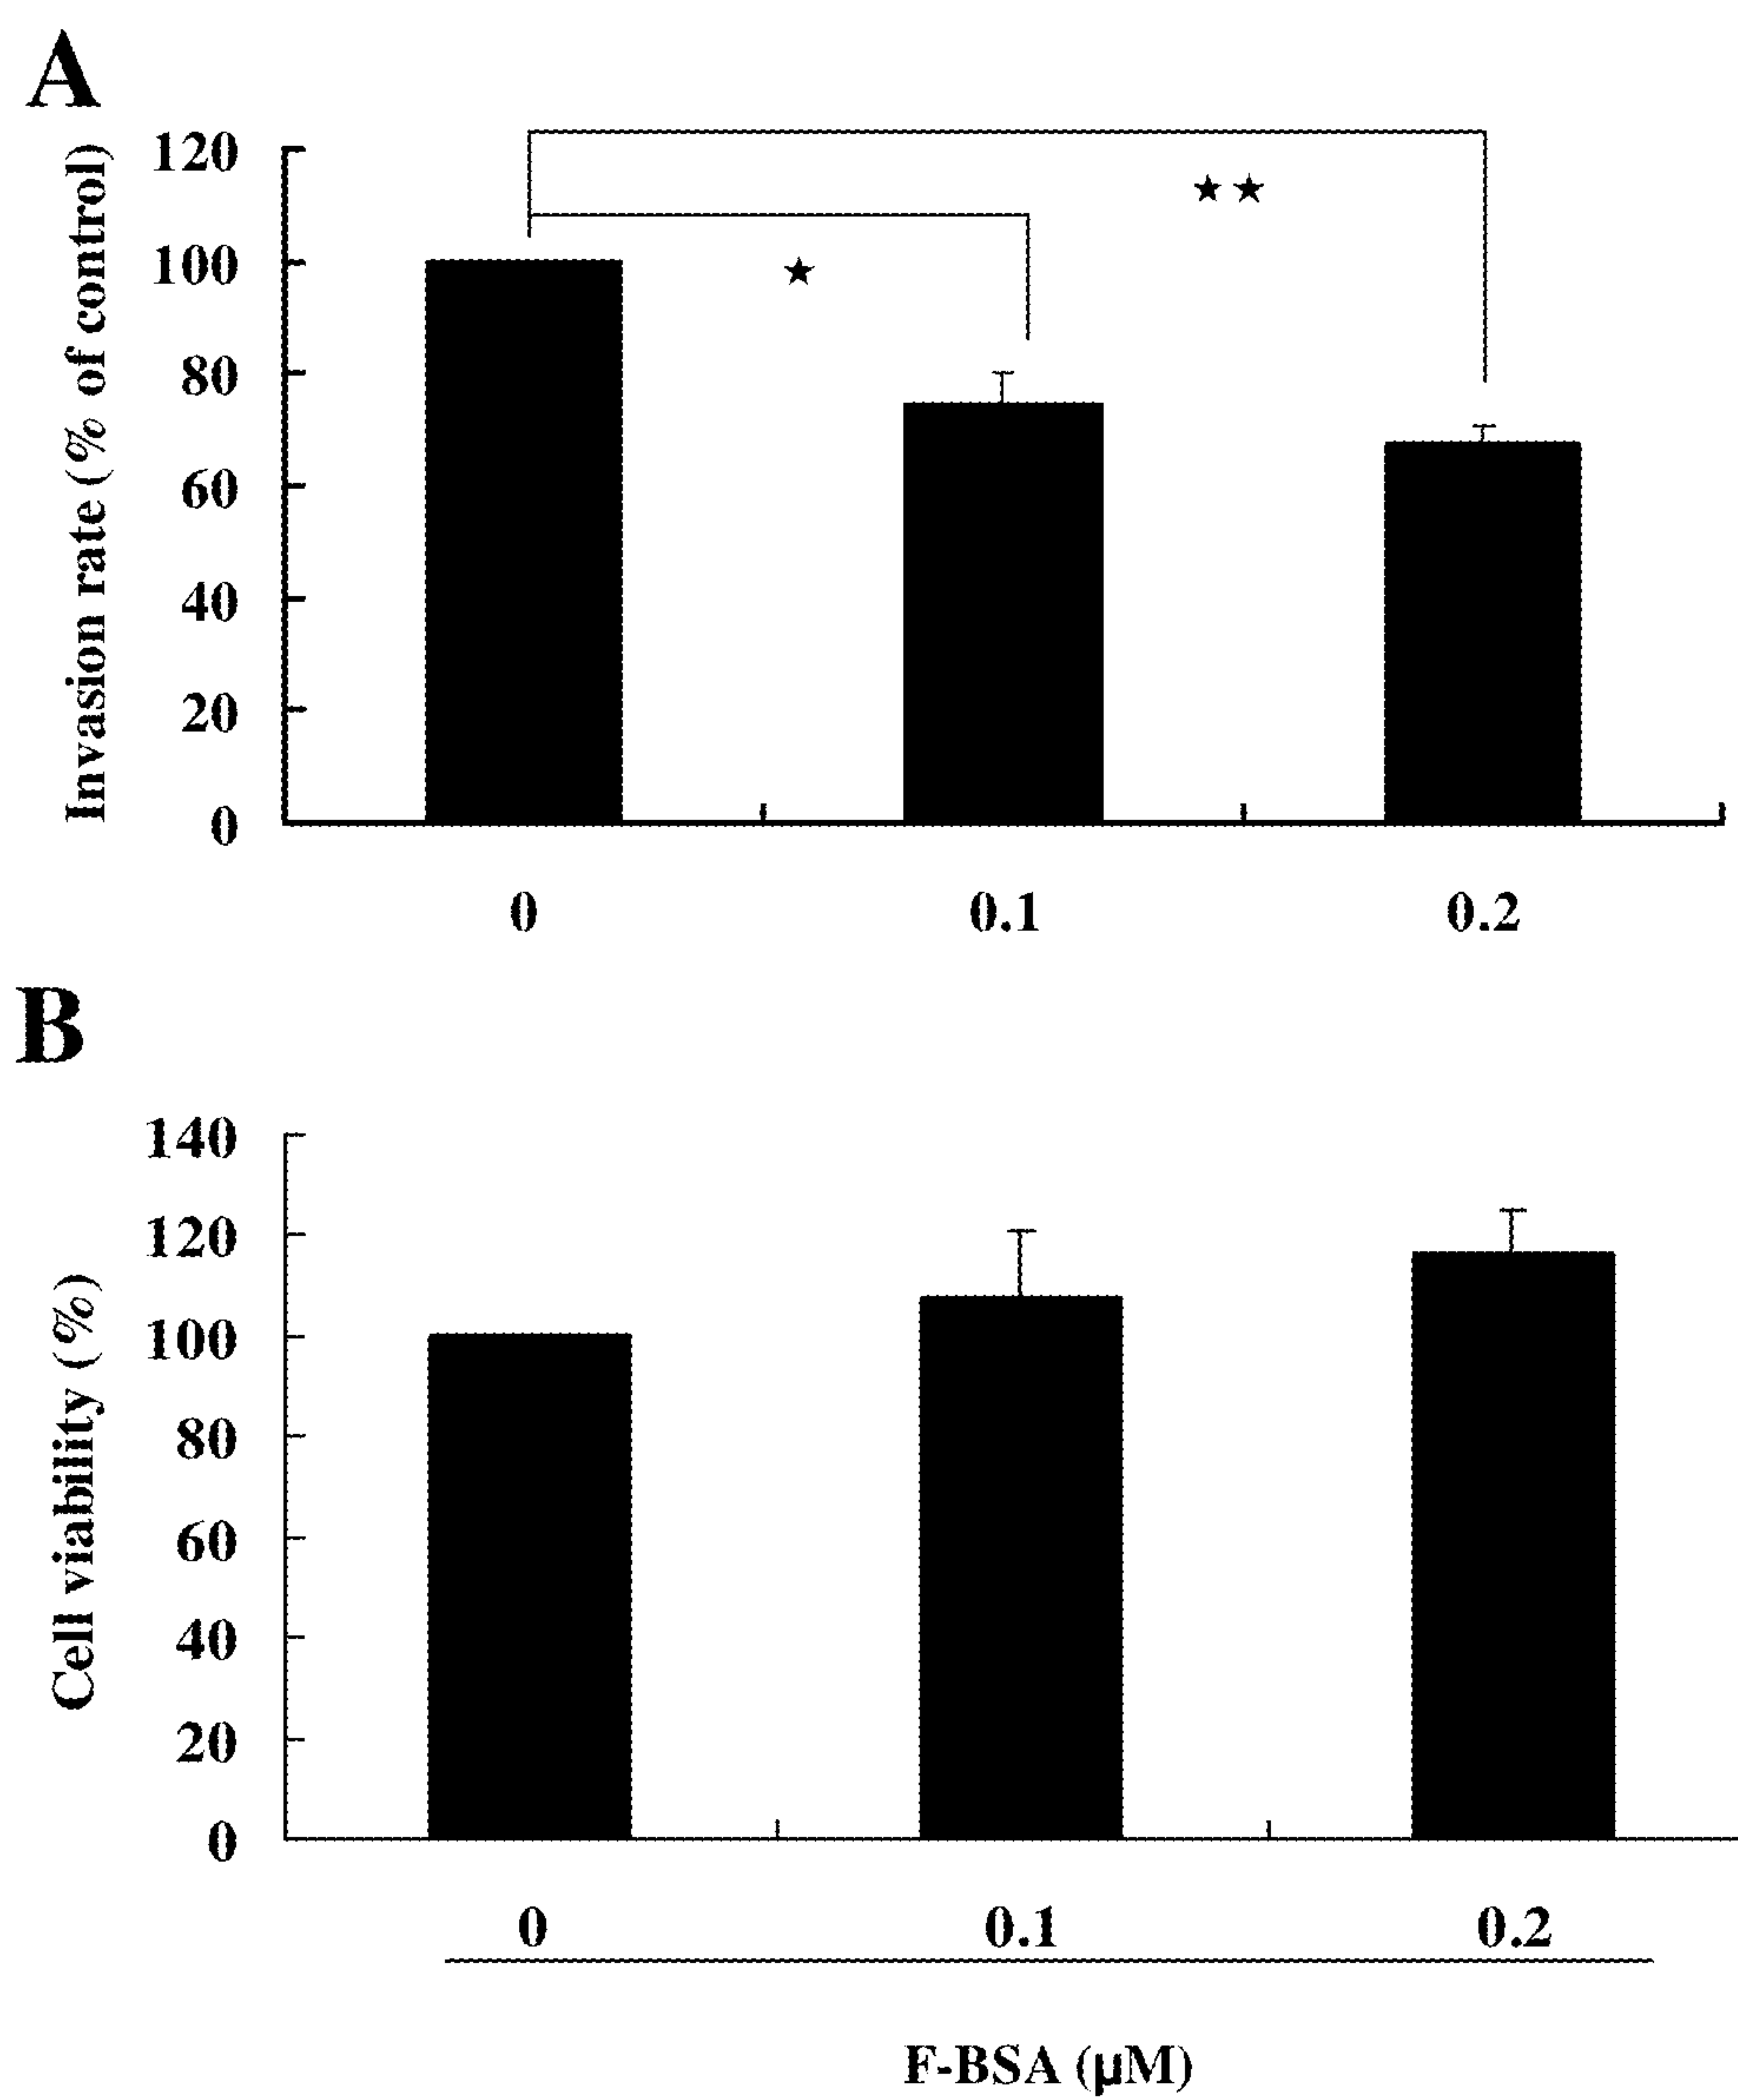 A
Invasion rate (% of control)
120
100
80
60
40
20
0
★
★★
0 0.1 0.2
B
Cell viability (%)
140
120
100
80
60
40
20
0
0 0.1 0.2
F-BSA (μM)